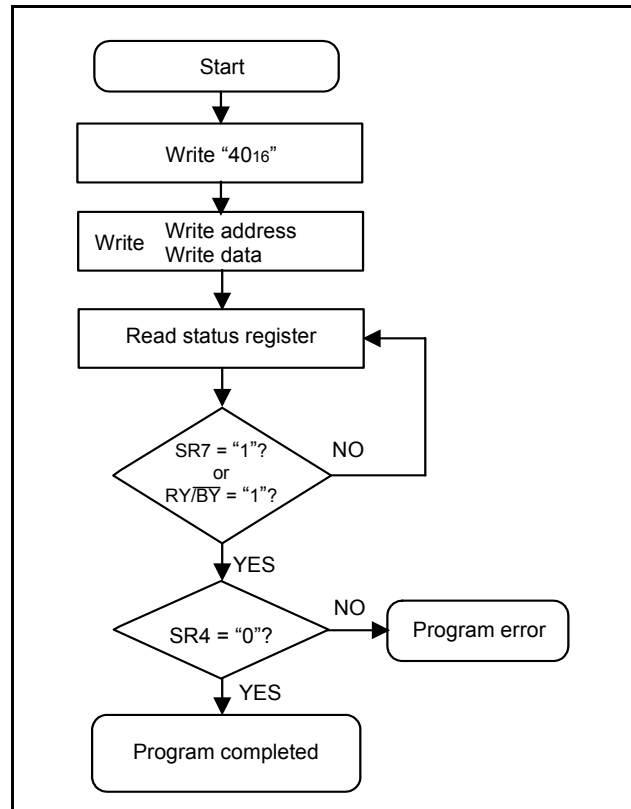 Start
Write “4016”
Write Write address
Write data
Read status register
SR7 = “1”?
or
RY/BY = “1”?
NO
YES
SR4 = “0”?
NO
Program error
YES
Program completed